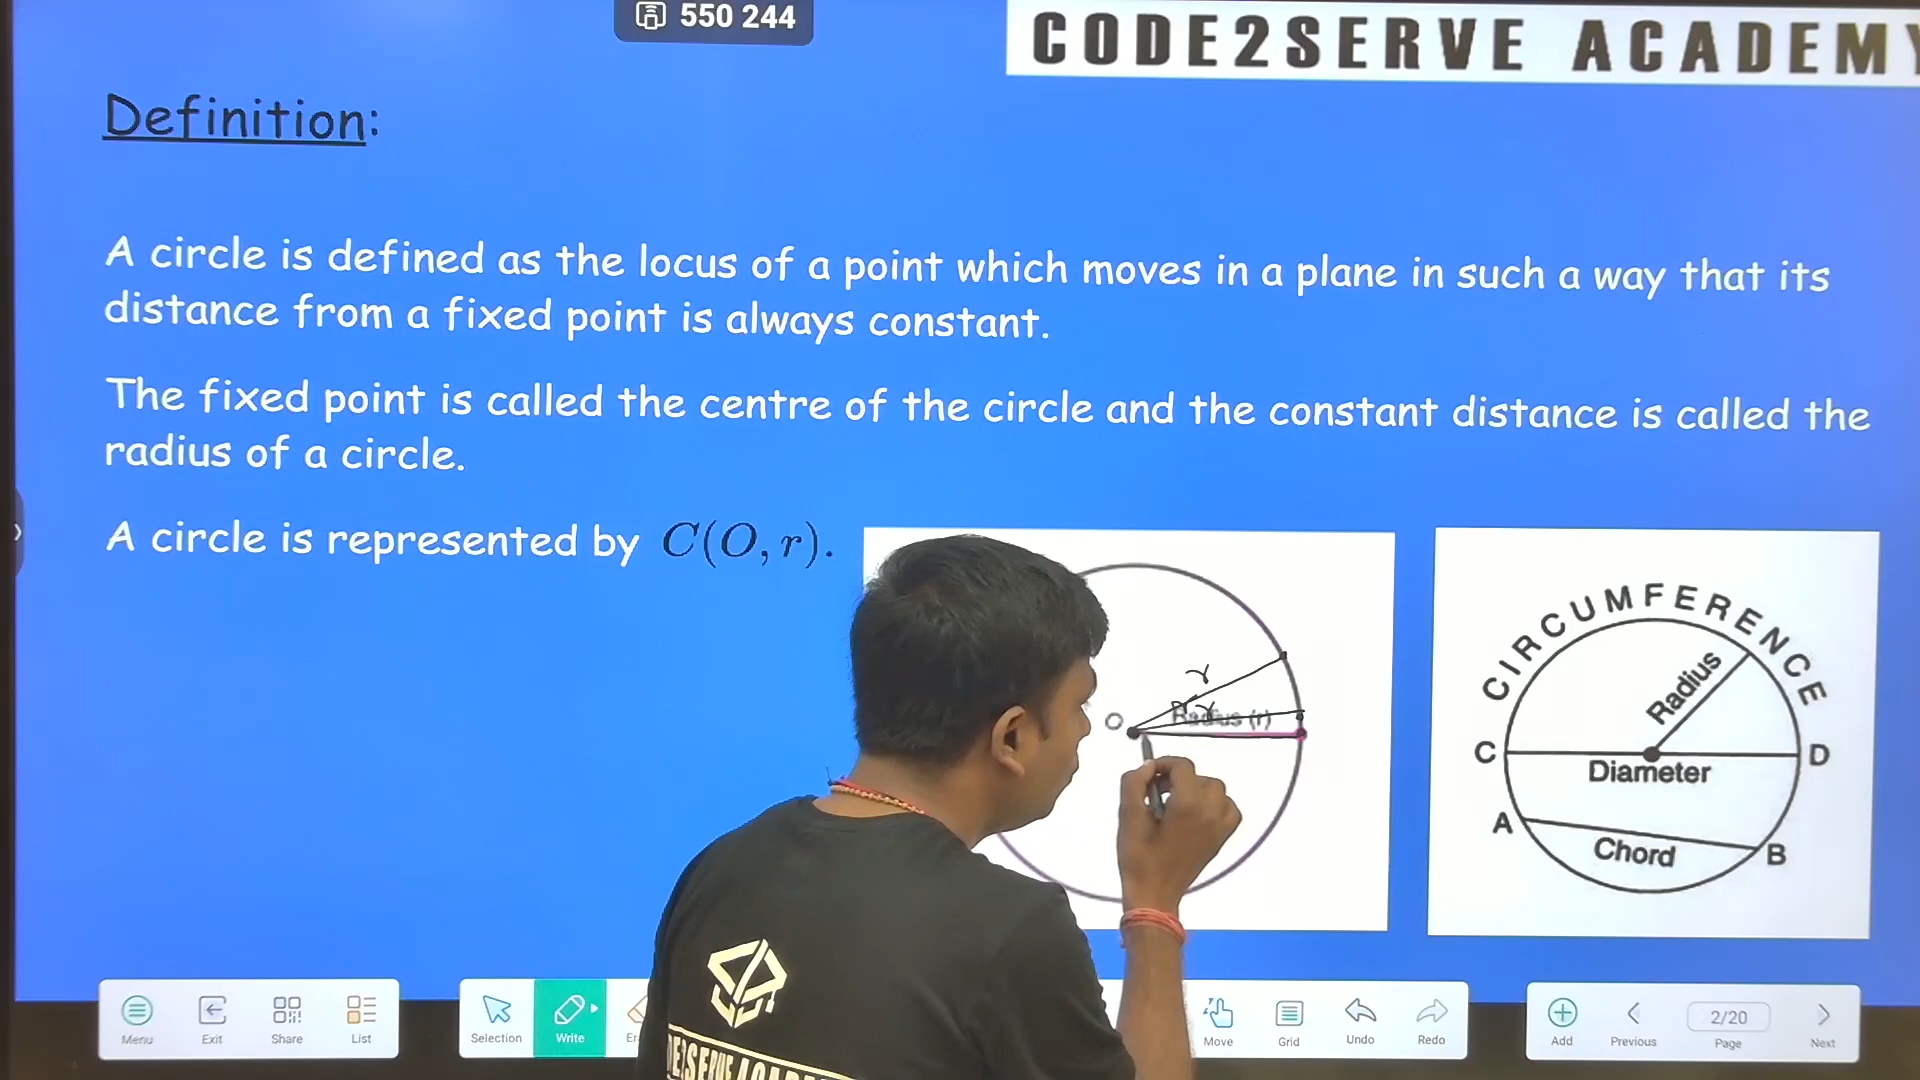 550 244
CODE2SERVE ACADEMY
Definition:
A circle is defined as the locus of a point which moves in a plane in such a way that its
distance from a fixed point is always constant.
The fixed point is called the centre of the circle and the constant distance is called the
radius of a circle.
A circle is represented by C(O, r).
r
r
O
Radius (r)
CIRCUMFERENCE
Radius
C
D
Diameter
A
Chord
B
Menu
Exit
Share
List
Selection
Write
Move
Grid
Undo
Redo
Add
Previous
2/20
Page
Next